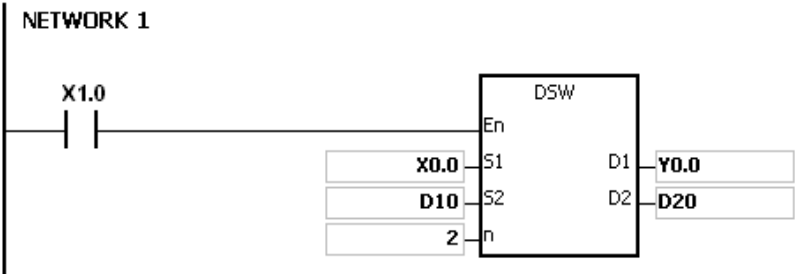 NETWORK 1
X1.0
DSW
En
X0.0 S1 D1 Y0.0
D10 S2 D2 D20
2 n